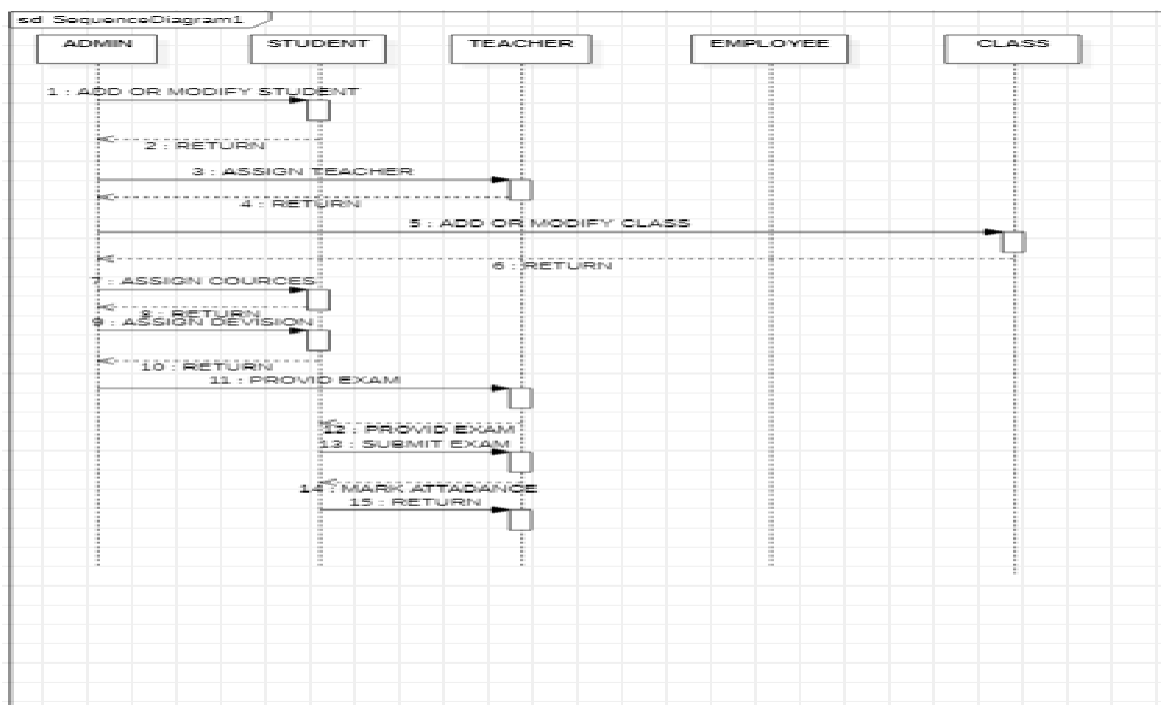 sd SequenceDiagram1
ADMIN
STUDENT
TEACHER
EMPLOYEE
CLASS
1 : ADD OR MODIFY STUDENT
2 : RETURN
3 : ASSIGN TEACHER
4 : RETURN
5 : ADD OR MODIFY CLASS
6 : RETURN
7 : ASSIGN COURCES
8 : RETURN
9 : ASSIGN DEVISION
10 : RETURN
11 : PROVID EXAM
12 : PROVID EXAM
13 : SUBMIT EXAM
14 : MARK ATTADANCE
15 : RETURN